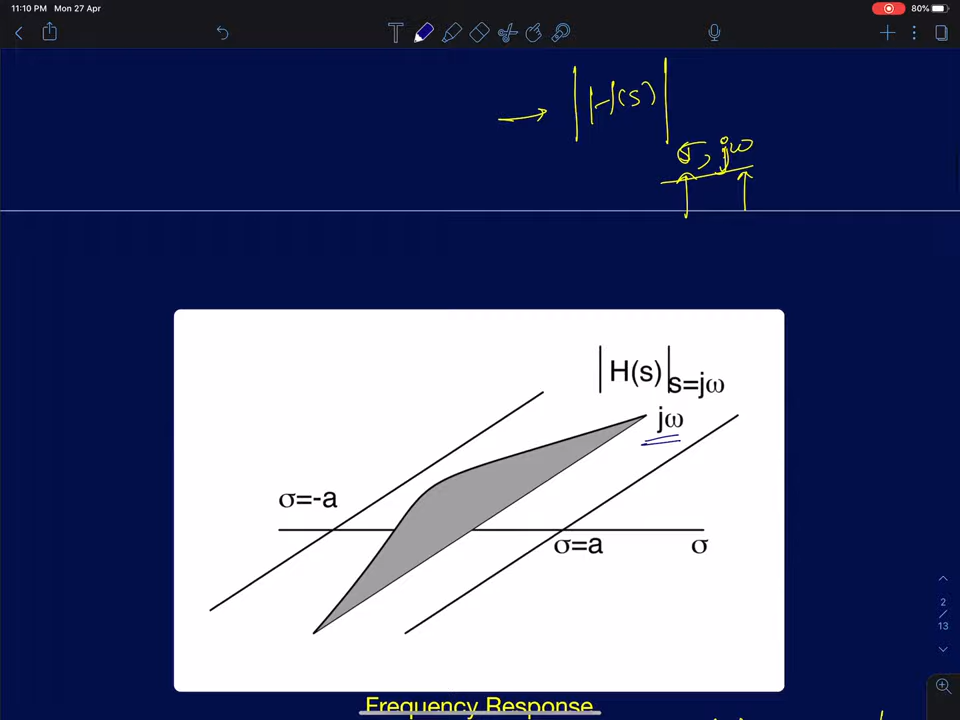 11:10 PM Mon 27 Apr
80%
T
|H(s)|
σ, jω
|H(s)|s=jω
jω
σ=-a
σ=a
σ
2
/
13
Frequency Response